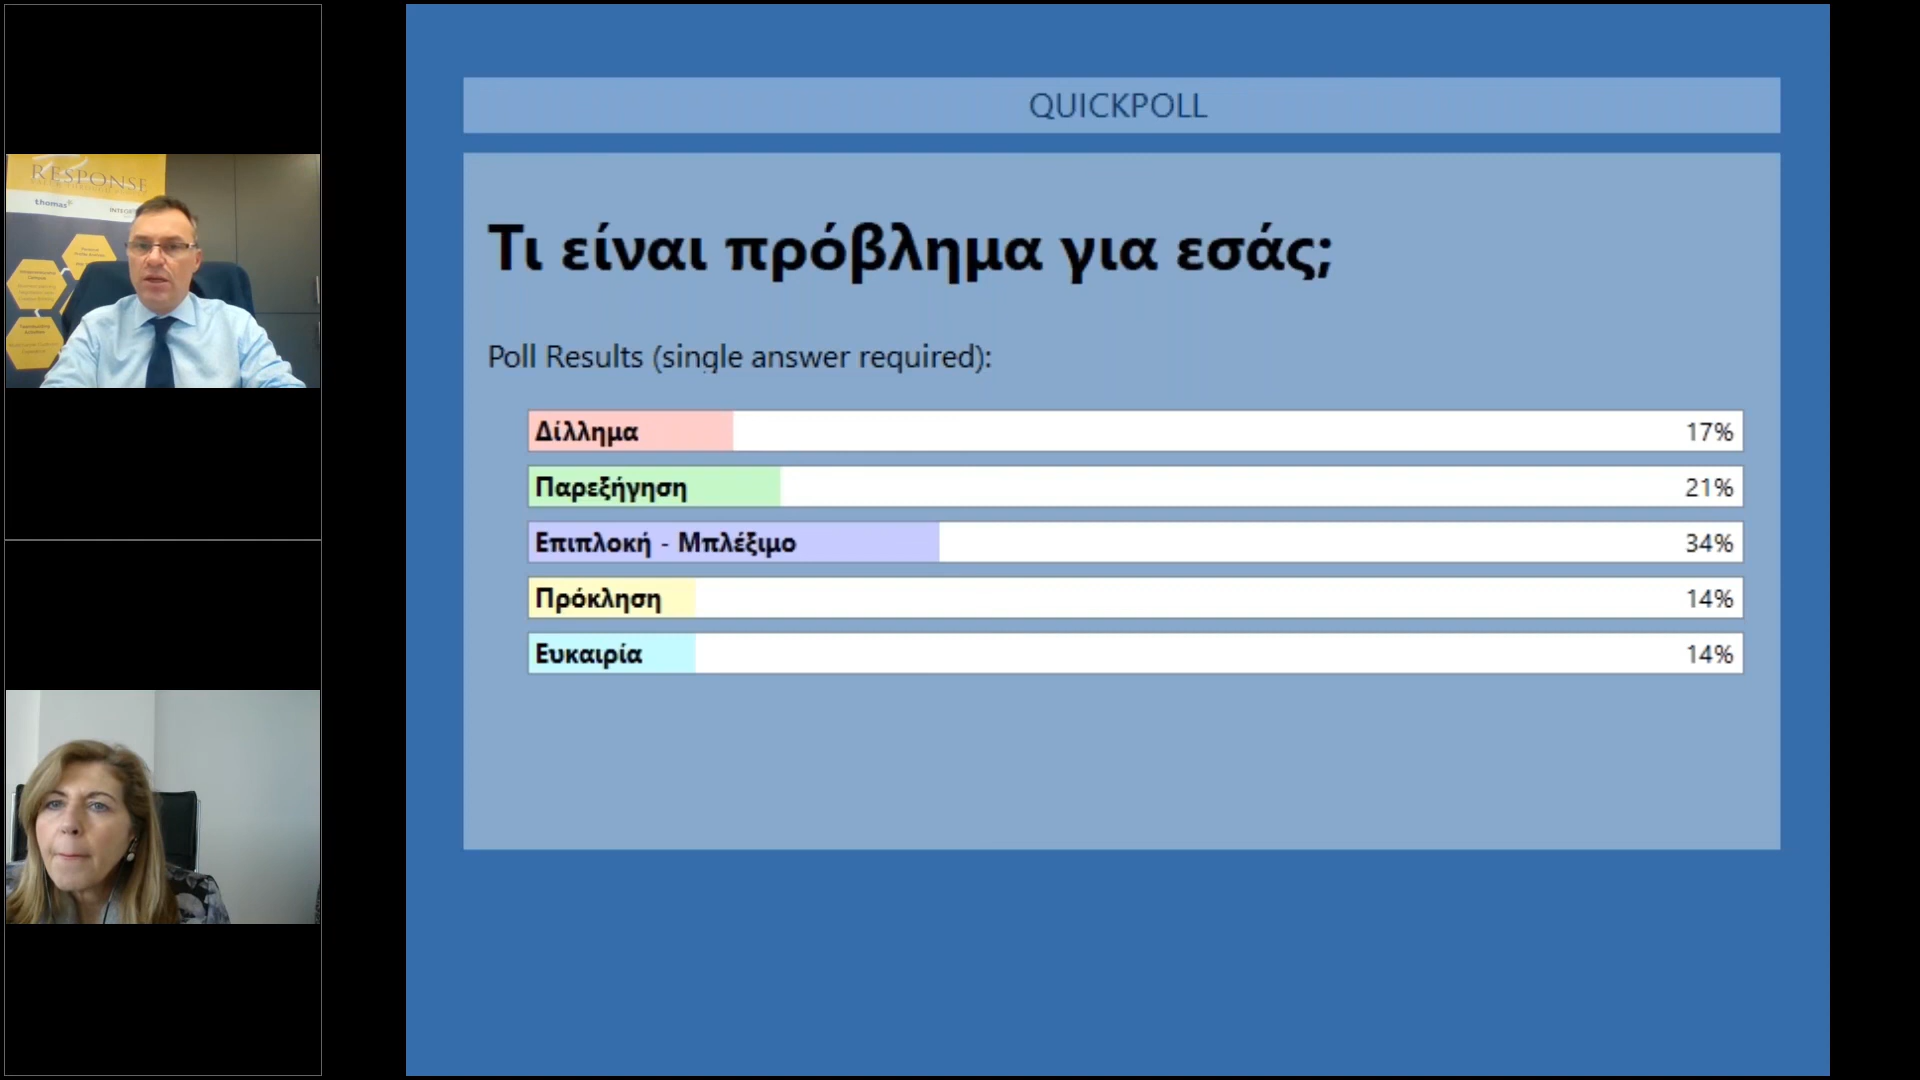 RESPONSE
thomas
QUICKPOLL
Τι είναι πρόβλημα για εσάς;
Poll Results (single answer required):
Δίλλημα 17%
Παρεξήγηση 21%
Επιπλοκή - Μπλέξιμο 34%
Πρόκληση 14%
Ευκαιρία 14%